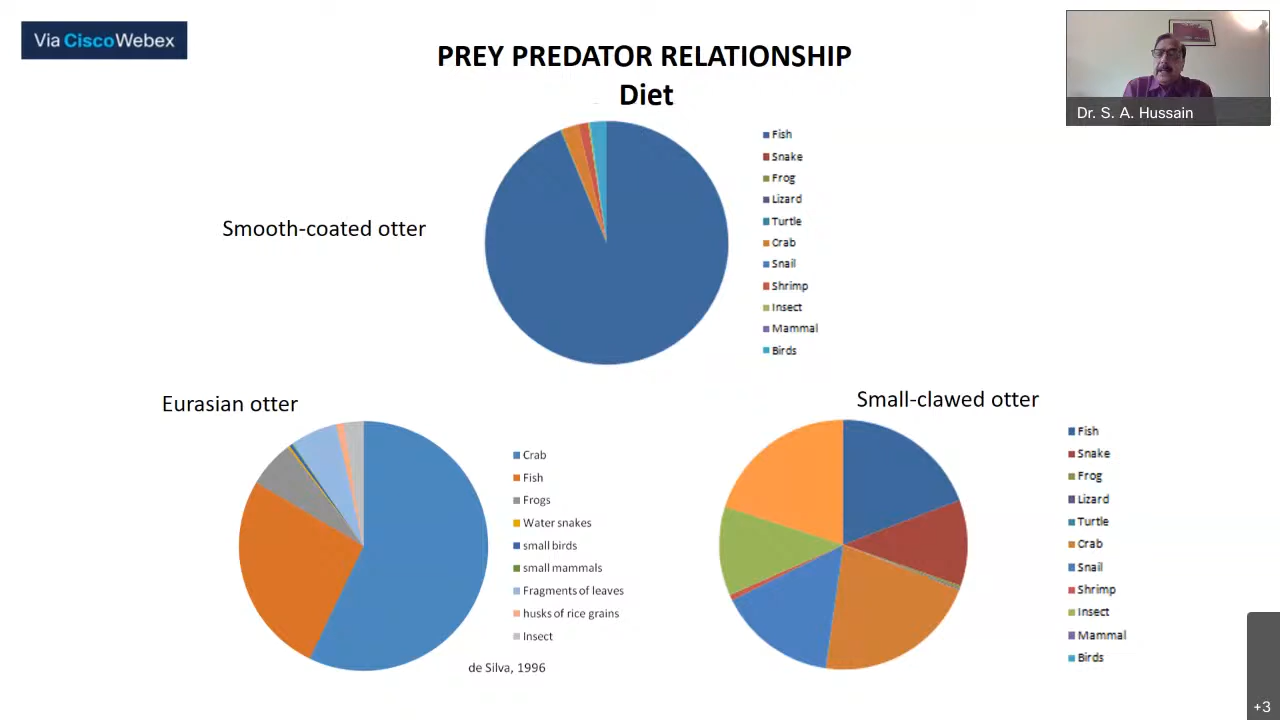 Via CiscoWebex
PREY PREDATOR RELATIONSHIP
Diet
Dr. S. A. Hussain
Smooth-coated otter
Fish
Snake
Frog
Lizard
Turtle
Crab
Snail
Shrimp
Insect
Mammal
Birds
Eurasian otter
Crab
Fish
Frogs
Water snakes
small birds
small mammals
Fragments of leaves
husks of rice grains
Insect
de Silva, 1996
Small-clawed otter
Fish
Snake
Frog
Lizard
Turtle
Crab
Snail
Shrimp
Insect
Mammal
Birds
+3